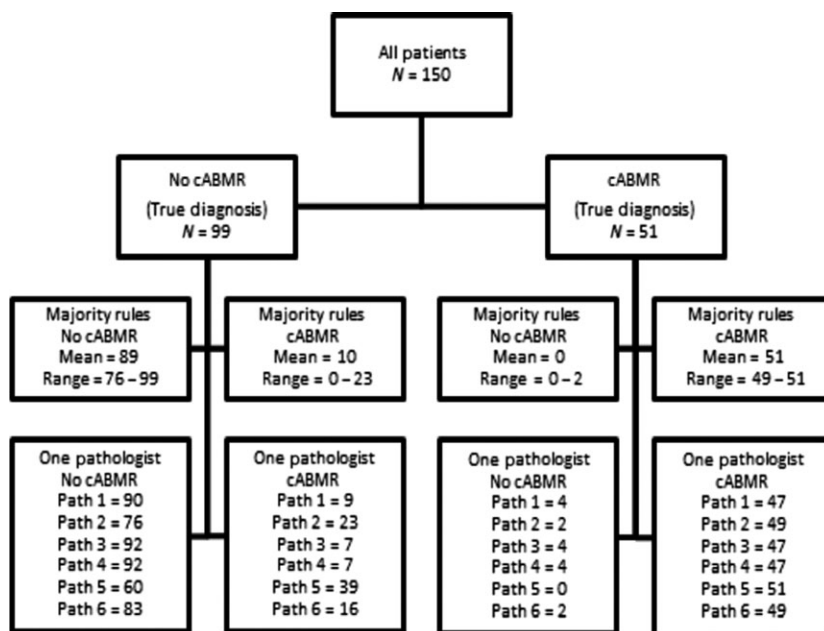 All patients
N = 150
No cABMR
(True diagnosis)
N = 99
cABMR
(True diagnosis)
N = 51
Majority rules
No cABMR
Mean = 89
Range = 76 – 99
Majority rules
cABMR
Mean = 10
Range = 0 – 23
Majority rules
No cABMR
Mean = 0
Range = 0 – 2
Majority rules
cABMR
Mean = 51
Range = 49 – 51
One pathologist
No cABMR
Path 1 = 90
Path 2 = 76
Path 3 = 92
Path 4 = 92
Path 5 = 60
Path 6 = 83
One pathologist
cABMR
Path 1 = 9
Path 2 = 23
Path 3 = 7
Path 4 = 7
Path 5 = 39
Path 6 = 16
One pathologist
No cABMR
Path 1 = 4
Path 2 = 2
Path 3 = 4
Path 4 = 4
Path 5 = 0
Path 6 = 2
One pathologist
cABMR
Path 1 = 47
Path 2 = 49
Path 3 = 47
Path 4 = 47
Path 5 = 51
Path 6 = 49